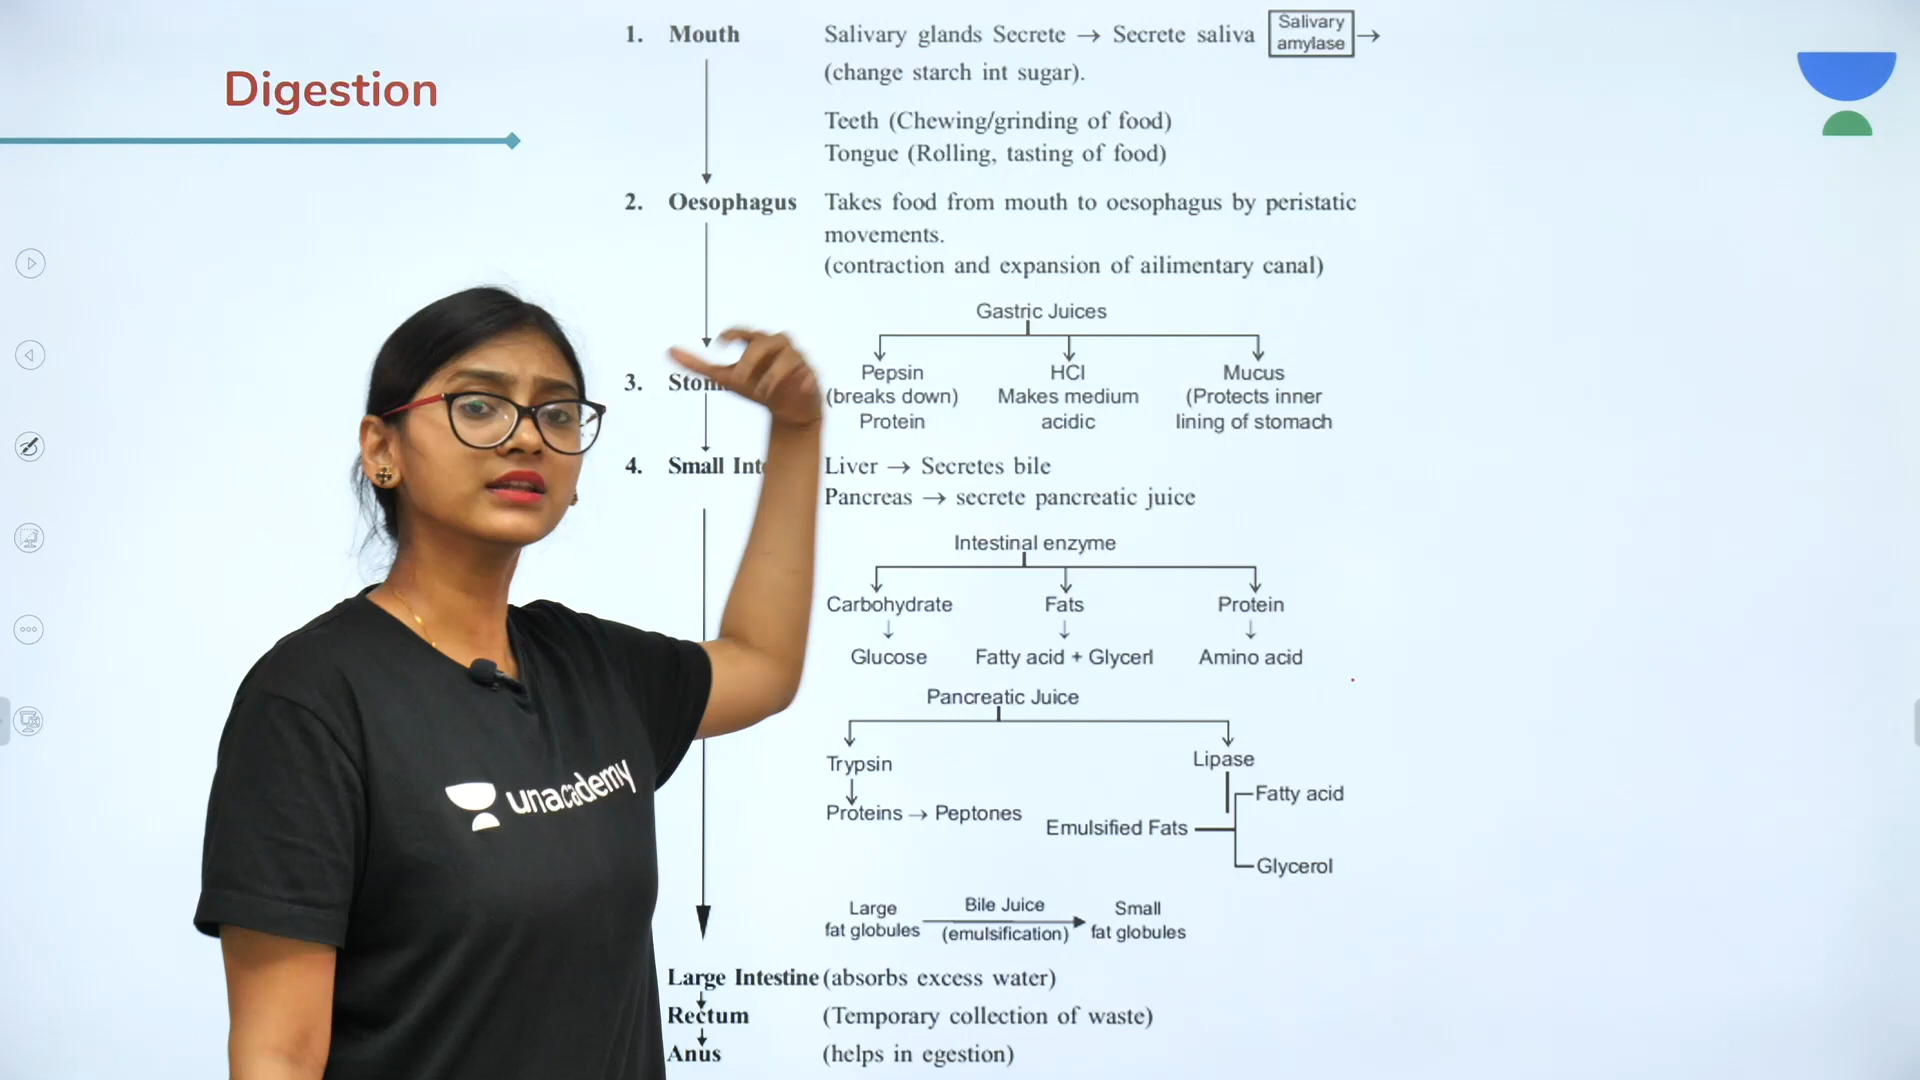 Digestion
1. Mouth Salivary glands Secrete → Secrete saliva Salivary amylase →
(change starch int sugar).
Teeth (Chewing/grinding of food)
Tongue (Rolling, tasting of food)
2. Oesophagus Takes food from mouth to oesophagus by peristatic
movements.
(contraction and expansion of ailimentary canal)
Gastric Juices
3.
Pepsin HCl Mucus
(breaks down) Makes medium (Protects inner
Protein acidic lining of stomach
4. Small Liver → Secretes bile
Pancreas → secrete pancreatic juice
Intestinal enzyme
Carbohydrate Fats Protein
Glucose Fatty acid + Glycerl Amino acid
Pancreatic Juice
Trypsin Lipase
Fatty acid
Proteins → Peptones
Emulsified Fats
Glycerol
Large Bile Juice Small
fat globules (emulsification) fat globules
Large Intestine (absorbs excess water)
Rectum (Temporary collection of waste)
Anus (helps in egestion)
unacademy